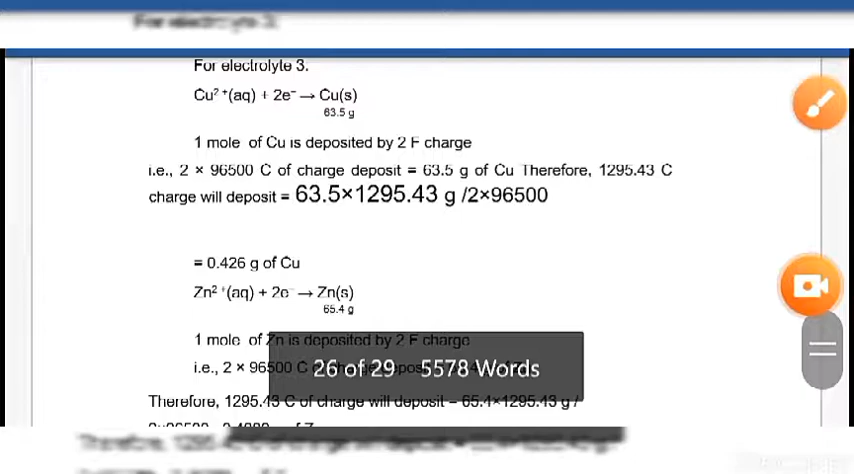 For electrolyte 3.
Cu²⁺(aq) + 2e⁻ → Cu(s)
63.5 g
1 mole of Cu is deposited by 2 F charge
i.e., 2 × 96500 C of charge deposit = 63.5 g of Cu Therefore, 1295.43 C
charge will deposit = 63.5×1295.43 g /2×96500
= 0.426 g of Cu
Zn²⁺(aq) + 2e⁻ → Zn(s)
65.4 g
1 mole of Zn is deposited by 2 F charge
i.e., 2 × 96500 C
26 of 29 5578 Words
Therefore, 1295.43 C of charge will deposit = 65.4×1295.43 g /